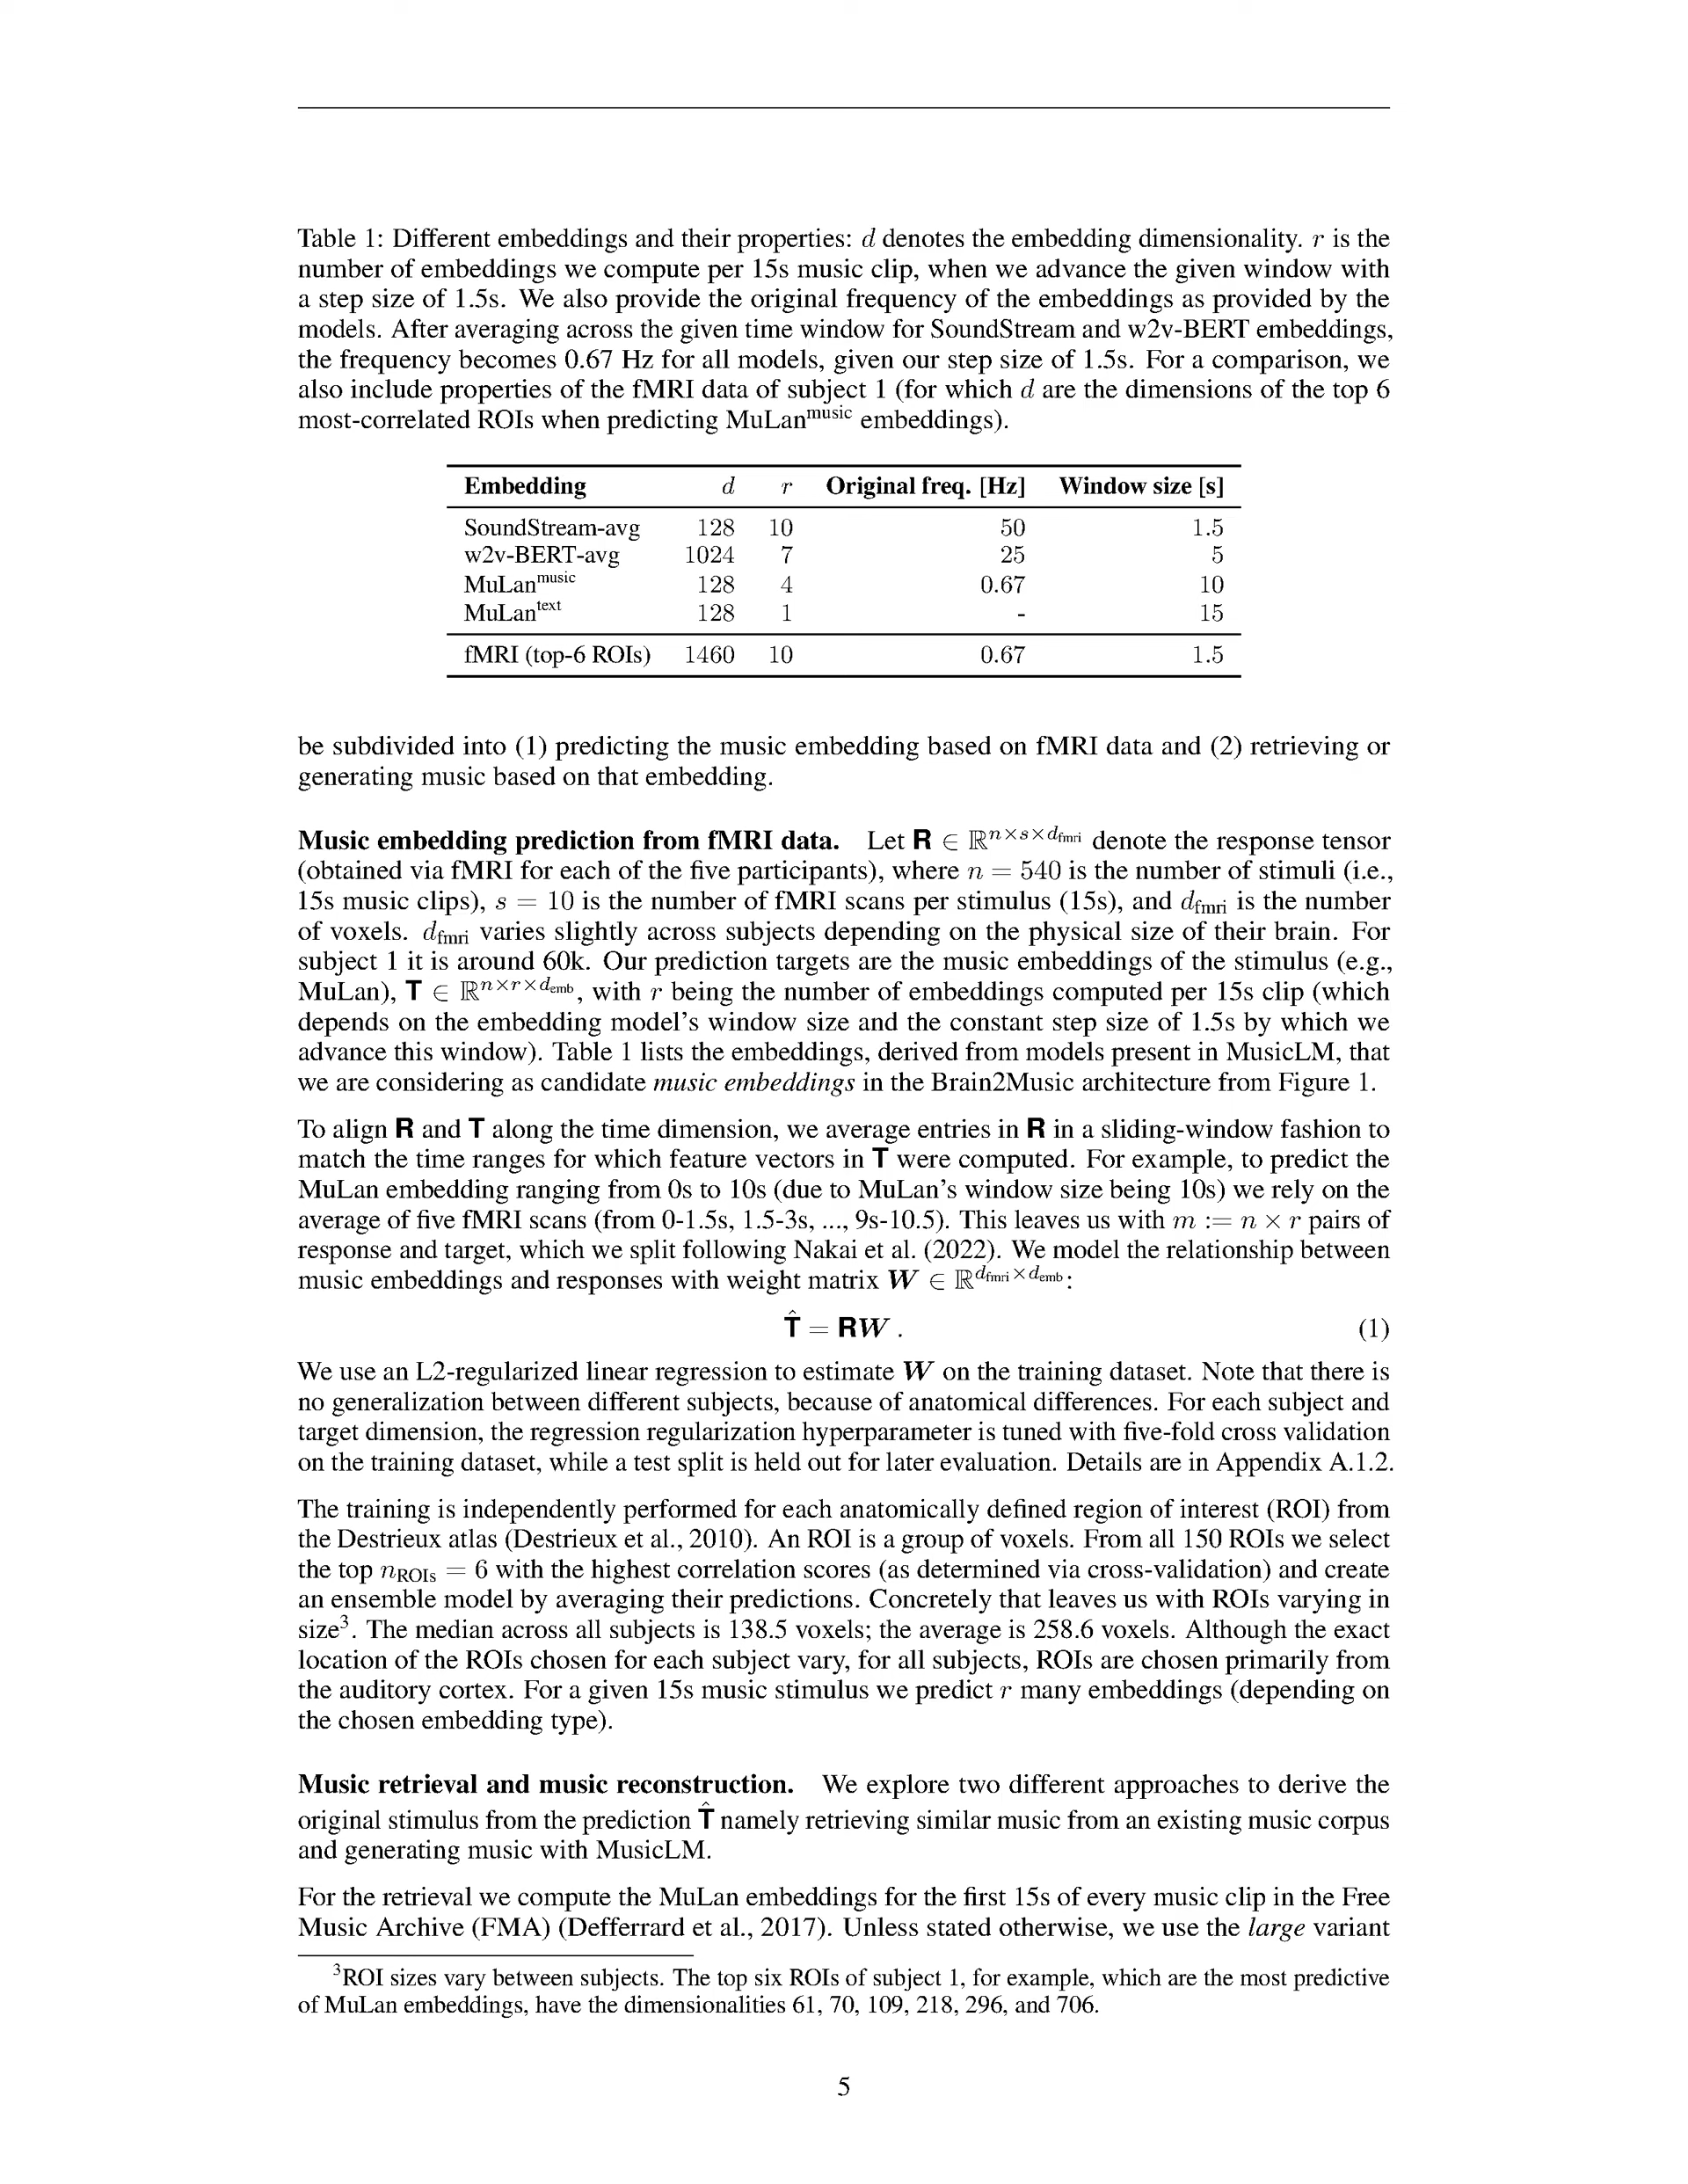 Table 1: Different embeddings and their properties: d denotes the embedding dimensionality. r is the
number of embeddings we compute per 15s music clip, when we advance the given window with
a step size of 1.5s. We also provide the original frequency of the embeddings as provided by the
models. After averaging across the given time window for SoundStream and w2v-BERT embeddings,
the frequency becomes 0.67 Hz for all models, given our step size of 1.5s. For a comparison, we
also include properties of the fMRI data of subject 1 (for which d are the dimensions of the top 6
most-correlated ROIs when predicting MuLan^music embeddings).
Embedding d r Original freq. [Hz] Window size [s]
SoundStream-avg 128 10 50 1.5
w2v-BERT-avg 1024 7 25 5
MuLan^music 128 4 0.67 10
MuLan^text 128 1 - 15
fMRI (top-6 ROIs) 1460 10 0.67 1.5
be subdivided into (1) predicting the music embedding based on fMRI data and (2) retrieving or
generating music based on that embedding.
Music embedding prediction from fMRI data. Let R ∈ ℝ^{n×s×d_fmri} denote the response tensor
(obtained via fMRI for each of the five participants), where n = 540 is the number of stimuli (i.e.,
15s music clips), s = 10 is the number of fMRI scans per stimulus (15s), and d_fmri is the number
of voxels. d_fmri varies slightly across subjects depending on the physical size of their brain. For
subject 1 it is around 60k. Our prediction targets are the music embeddings of the stimulus (e.g.,
MuLan), T ∈ ℝ^{n×r×d_emb}, with r being the number of embeddings computed per 15s clip (which
depends on the embedding model's window size and the constant step size of 1.5s by which we
advance this window). Table 1 lists the embeddings, derived from models present in MusicLM, that
we are considering as candidate music embeddings in the Brain2Music architecture from Figure 1.
To align R and T along the time dimension, we average entries in R in a sliding-window fashion to
match the time ranges for which feature vectors in T were computed. For example, to predict the
MuLan embedding ranging from 0s to 10s (due to MuLan's window size being 10s) we rely on the
average of five fMRI scans (from 0-1.5s, 1.5-3s, ..., 9s-10.5). This leaves us with m := n × r pairs of
response and target, which we split following Nakai et al. (2022). We model the relationship between
music embeddings and responses with weight matrix W ∈ ℝ^{d_fmri×d_emb}:
T̂ = RW . (1)
We use an L2-regularized linear regression to estimate W on the training dataset. Note that there is
no generalization between different subjects, because of anatomical differences. For each subject and
target dimension, the regression regularization hyperparameter is tuned with five-fold cross validation
on the training dataset, while a test split is held out for later evaluation. Details are in Appendix A.1.2.
The training is independently performed for each anatomically defined region of interest (ROI) from
the Destrieux atlas (Destrieux et al., 2010). An ROI is a group of voxels. From all 150 ROIs we select
the top n_ROIs = 6 with the highest correlation scores (as determined via cross-validation) and create
an ensemble model by averaging their predictions. Concretely that leaves us with ROIs varying in
size³. The median across all subjects is 138.5 voxels; the average is 258.6 voxels. Although the exact
location of the ROIs chosen for each subject vary, for all subjects, ROIs are chosen primarily from
the auditory cortex. For a given 15s music stimulus we predict r many embeddings (depending on
the chosen embedding type).
Music retrieval and music reconstruction. We explore two different approaches to derive the
original stimulus from the prediction T̂ namely retrieving similar music from an existing music corpus
and generating music with MusicLM.
For the retrieval we compute the MuLan embeddings for the first 15s of every music clip in the Free
Music Archive (FMA) (Defferrard et al., 2017). Unless stated otherwise, we use the large variant
³ROI sizes vary between subjects. The top six ROIs of subject 1, for example, which are the most predictive
of MuLan embeddings, have the dimensionalities 61, 70, 109, 218, 296, and 706.
5